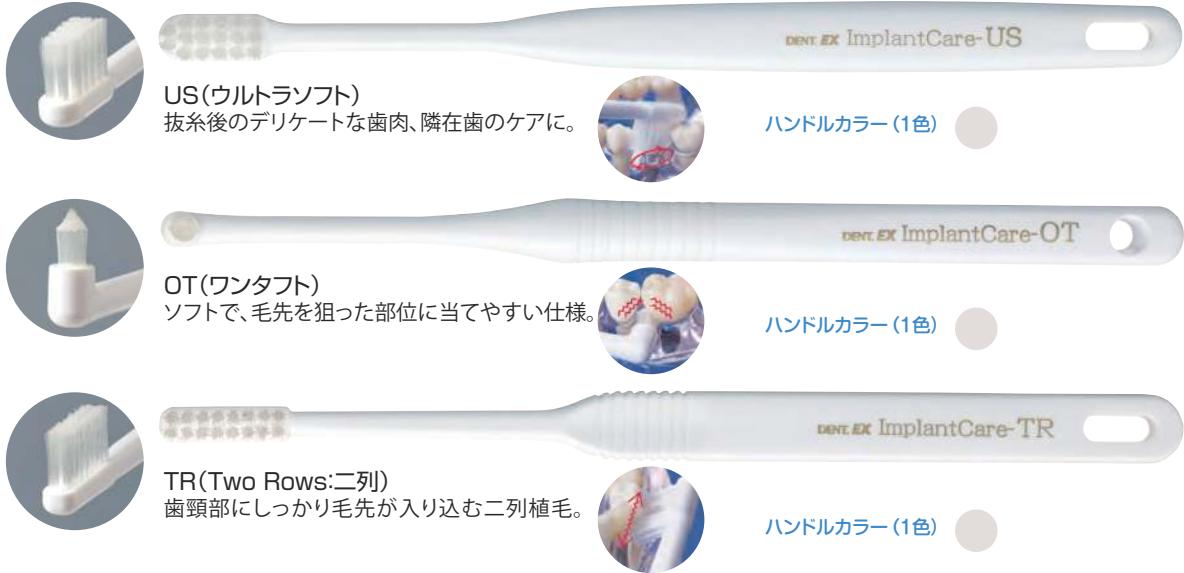 DENT. EX ImplantCare-US
US(ウルトラソフト)
抜糸後のデリケートな歯肉、隣在歯のケアに。
ハンドルカラー(1色)
DENT. EX ImplantCare-OT
OT(ワンタフト)
ソフトで、毛先を狙った部位に当てやすい仕様。
ハンドルカラー(1色)
DENT. EX ImplantCare-TR
TR(Two Rows:二列)
歯頸部にしっかり毛先が入り込む二列植毛。
ハンドルカラー(1色)